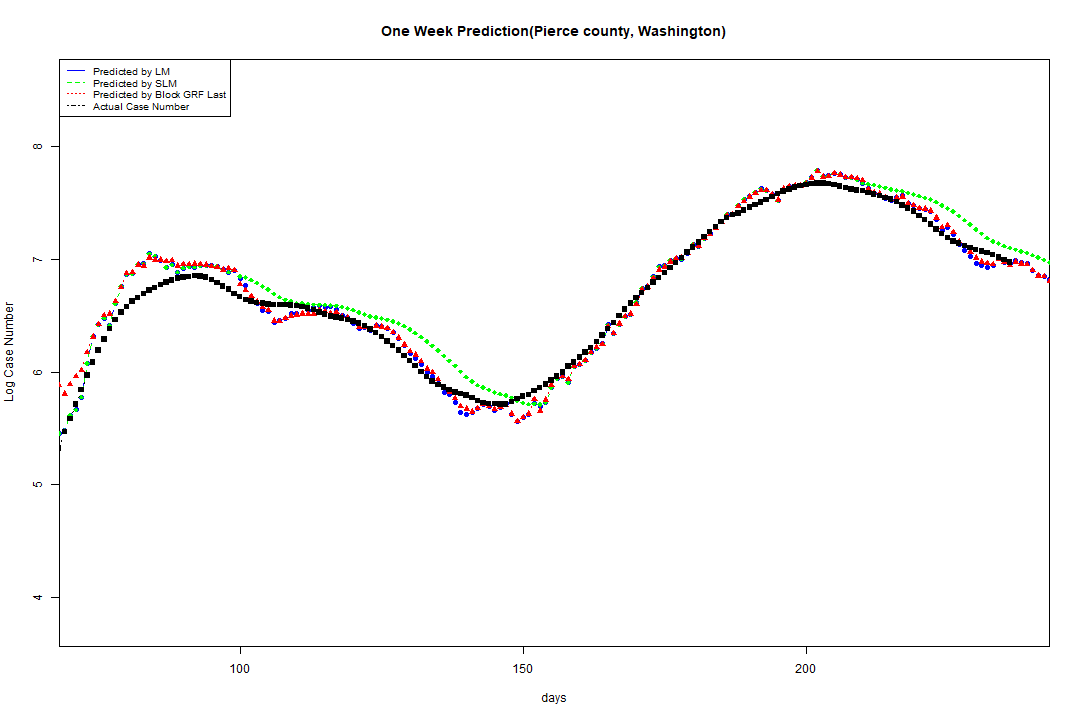 One Week Prediction(Pierce county, Washington)
Predicted by LM
Predicted by SLM
Predicted by Block GRF Last
Actual Case Number
8
7
6
5
4
Log Case Number
100 150 200
days